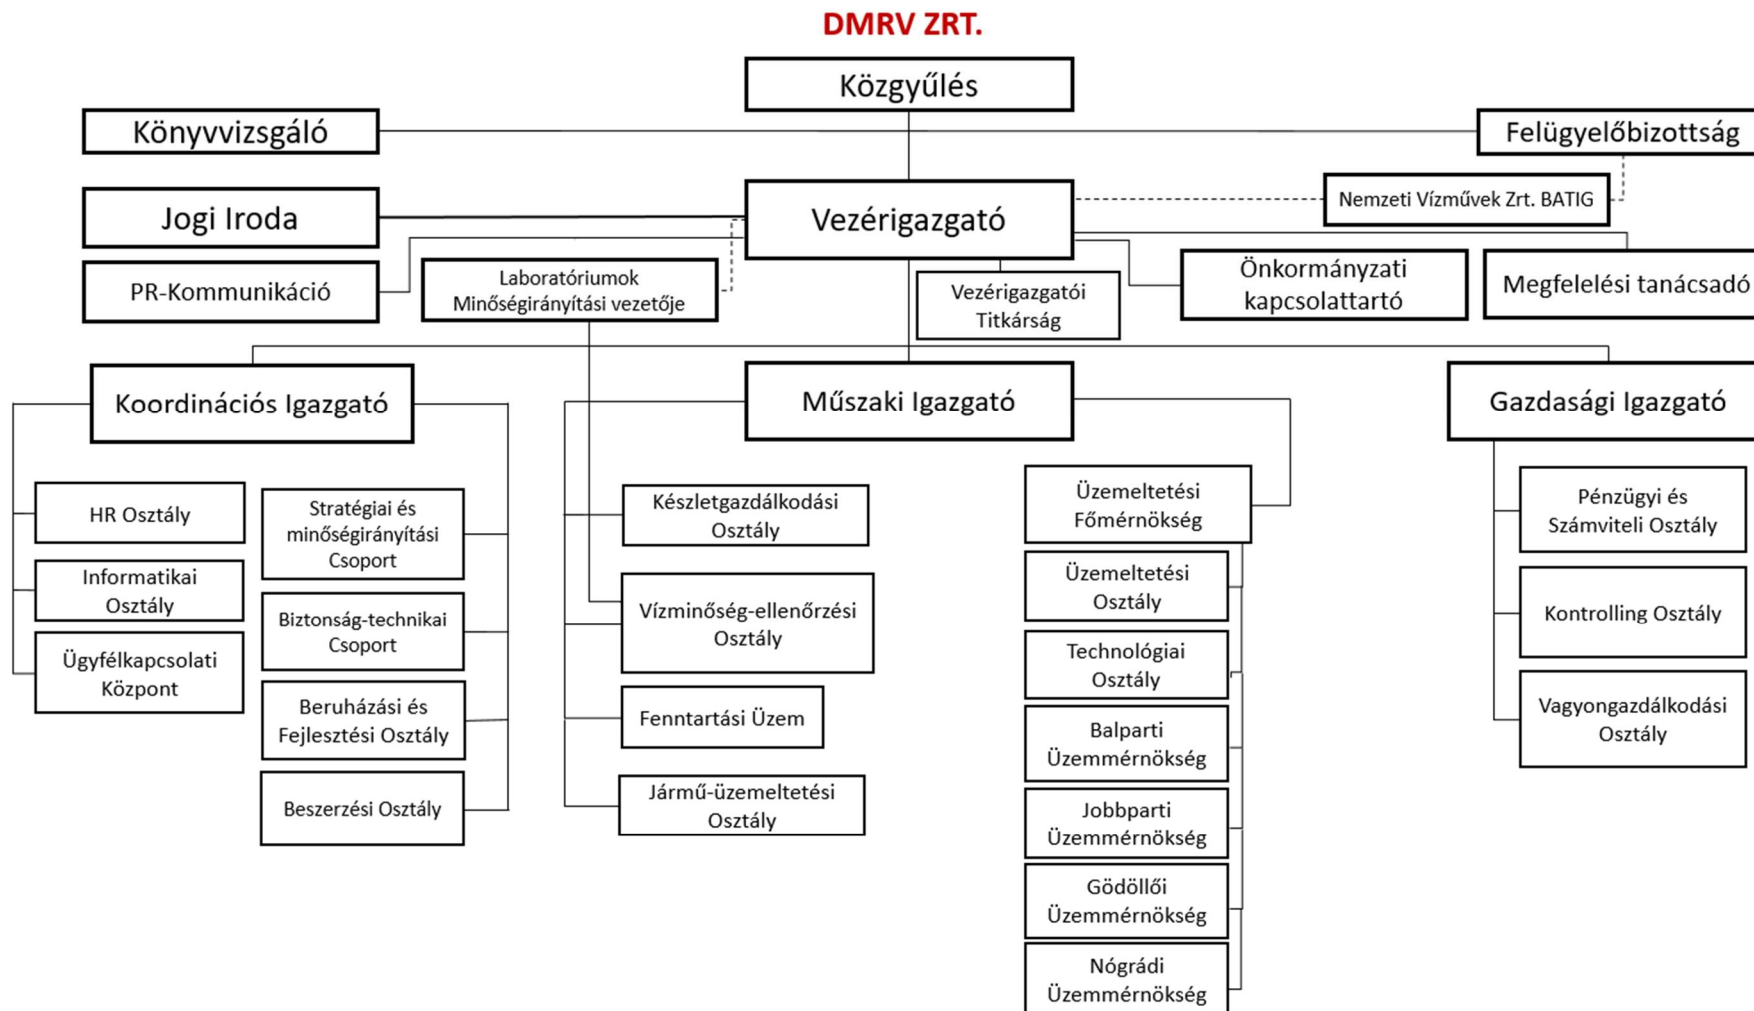 DMRV ZRT.
Közgyűlés
Könyvvizsgáló
Felügyelőbizottság
Jogi Iroda
Vezérigazgató
Nemzeti Vízművek Zrt. BATIG
PR-Kommunikáció
Laboratóriumok
Minőségirányítási vezetője
Vezérigazgatói
Titkárság
Önkormányzati
kapcsolattartó
Megfelelési tanácsadó
Koordinációs Igazgató
Műszaki Igazgató
Gazdasági Igazgató
HR Osztály
Informatikai
Osztály
Ügyfélkapcsolati
Központ
Stratégiai és
minőségirányítási
Csoport
Biztonság-technikai
Csoport
Beruházási és
Fejlesztési Osztály
Beszerzési Osztály
Készletgazdálkodási
Osztály
Vízminőség-ellenőrzési
Osztály
Fenntartási Üzem
Jármű-üzemeltetési
Osztály
Üzemeltetési
Főmérnökség
Üzemeltetési
Osztály
Technológiai
Osztály
Balparti
Üzemmérnökség
Jobbparti
Üzemmérnökség
Gödöllői
Üzemmérnökség
Nógrádi
Üzemmérnökség
Pénzügyi és
Számviteli Osztály
Kontrolling Osztály
Vagyongazdálkodási
Osztály